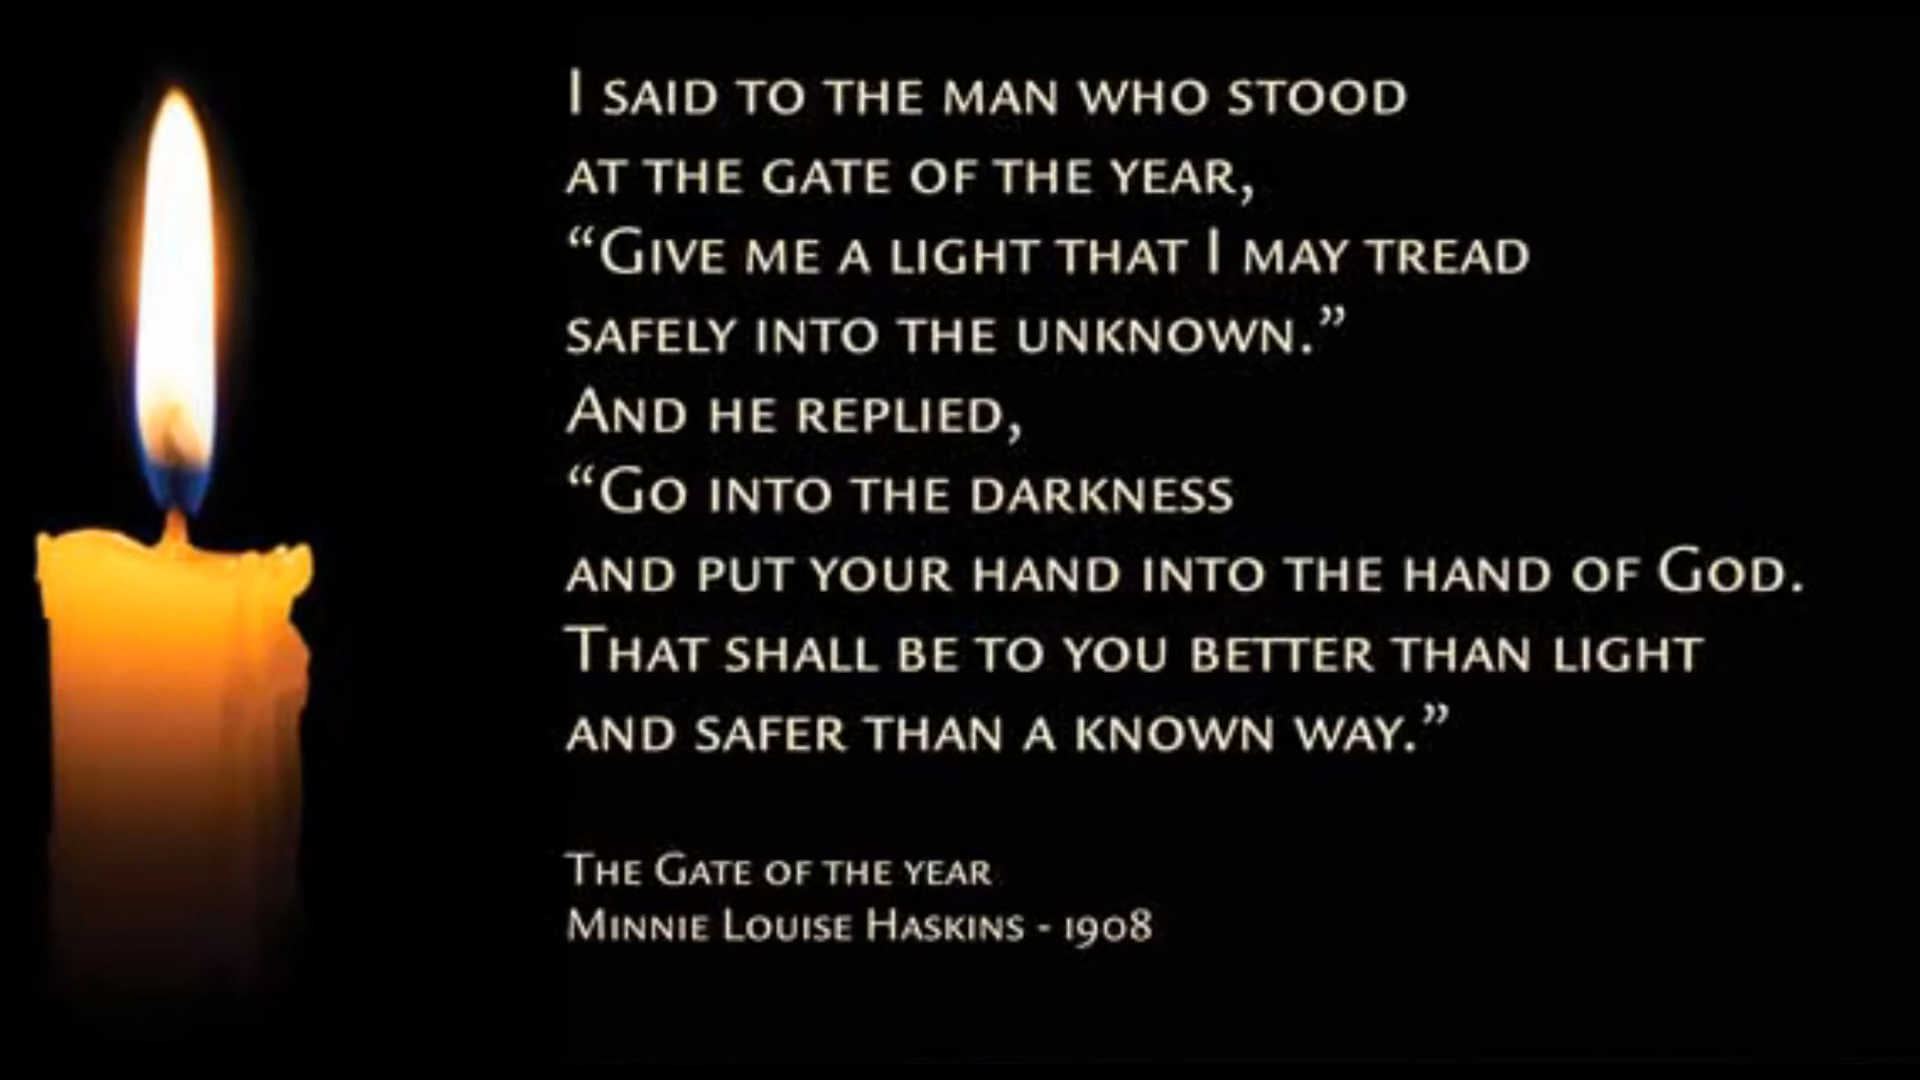 I said to the man who stood
at the gate of the year,
“Give me a light that I may tread
safely into the unknown.”
And he replied,
“Go into the darkness
and put your hand into the hand of God.
That shall be to you better than light
and safer than a known way.”
The Gate of the year
Minnie Louise Haskins - 1908